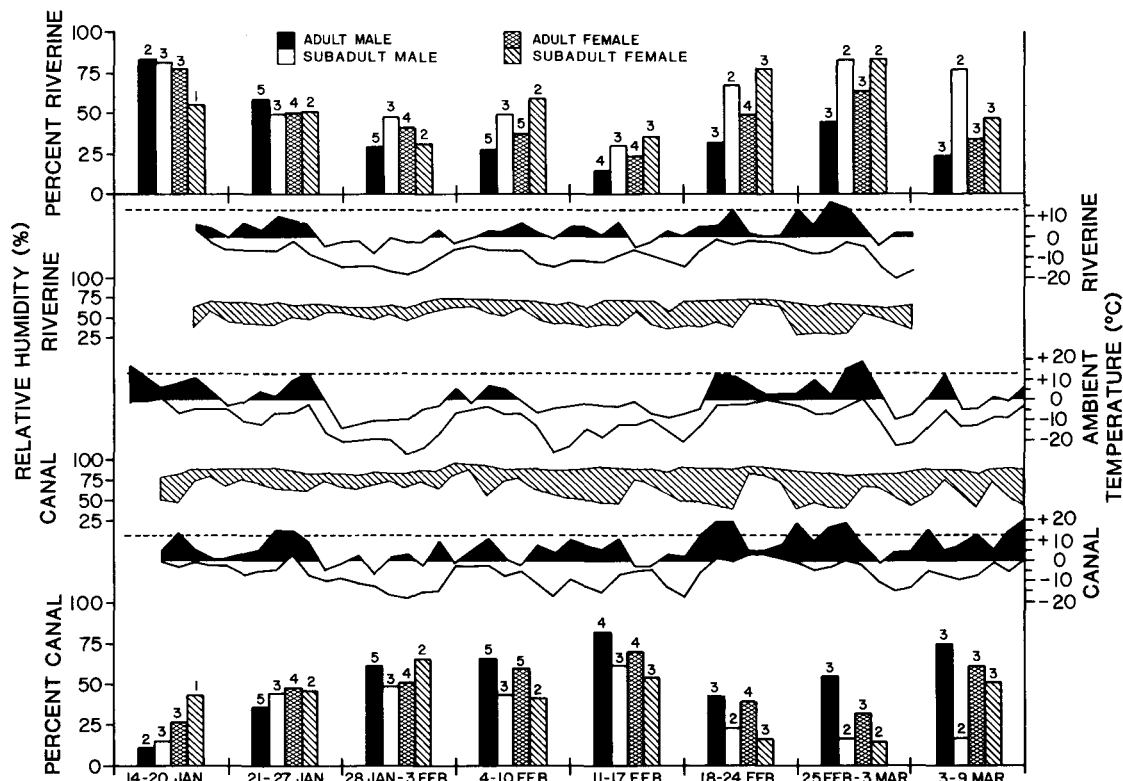 PERCENT RIVERINE
100
75
50
25
0
ADULT MALE
SUBADULT MALE
ADULT FEMALE
SUBADULT FEMALE
2 3 3 1
5 3 4 2
5 3 4 2
3 3 5 2
4 3 4 3
3 2 4 3
3 2 3 2
3 2 3 3
RELATIVE HUMIDITY (%)
RIVERINE
100
75
50
25
CANAL
100
75
50
25
+10
0
-10
-20
RIVERINE
+20
+10
0
-10
-20
AMBIENT
TEMPERATURE (°C)
+20
+10
0
-10
-20
CANAL
PERCENT CANAL
100
75
50
25
0
2 3 3 1
5 3 4 2
5 3 4 2
5 3 5 2
4 3 4 3
3 2 4 3
3 2 3 2
3 2 3 3
14-20 JAN 21-27 JAN 28 JAN-3 FEB 4-10 FEB 11-17 FEB 18-24 FEB 25 FEB-3 MAR 3-9 MAR